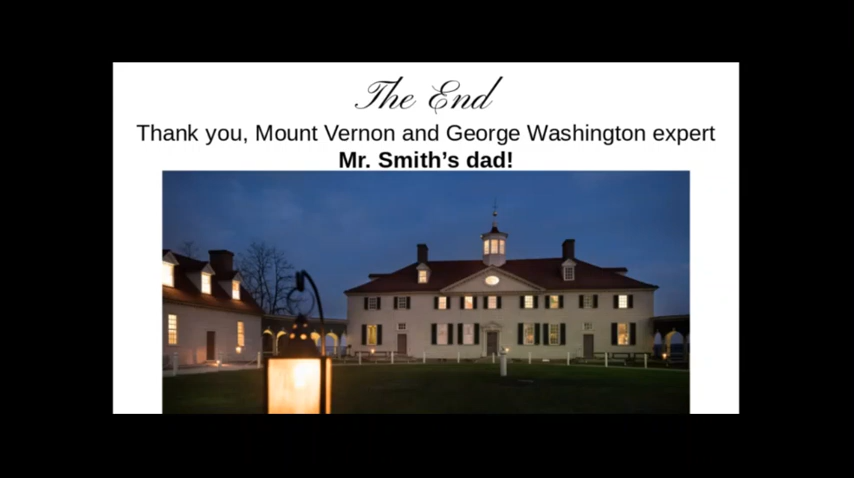 The End
Thank you, Mount Vernon and George Washington expert
Mr. Smith’s dad!